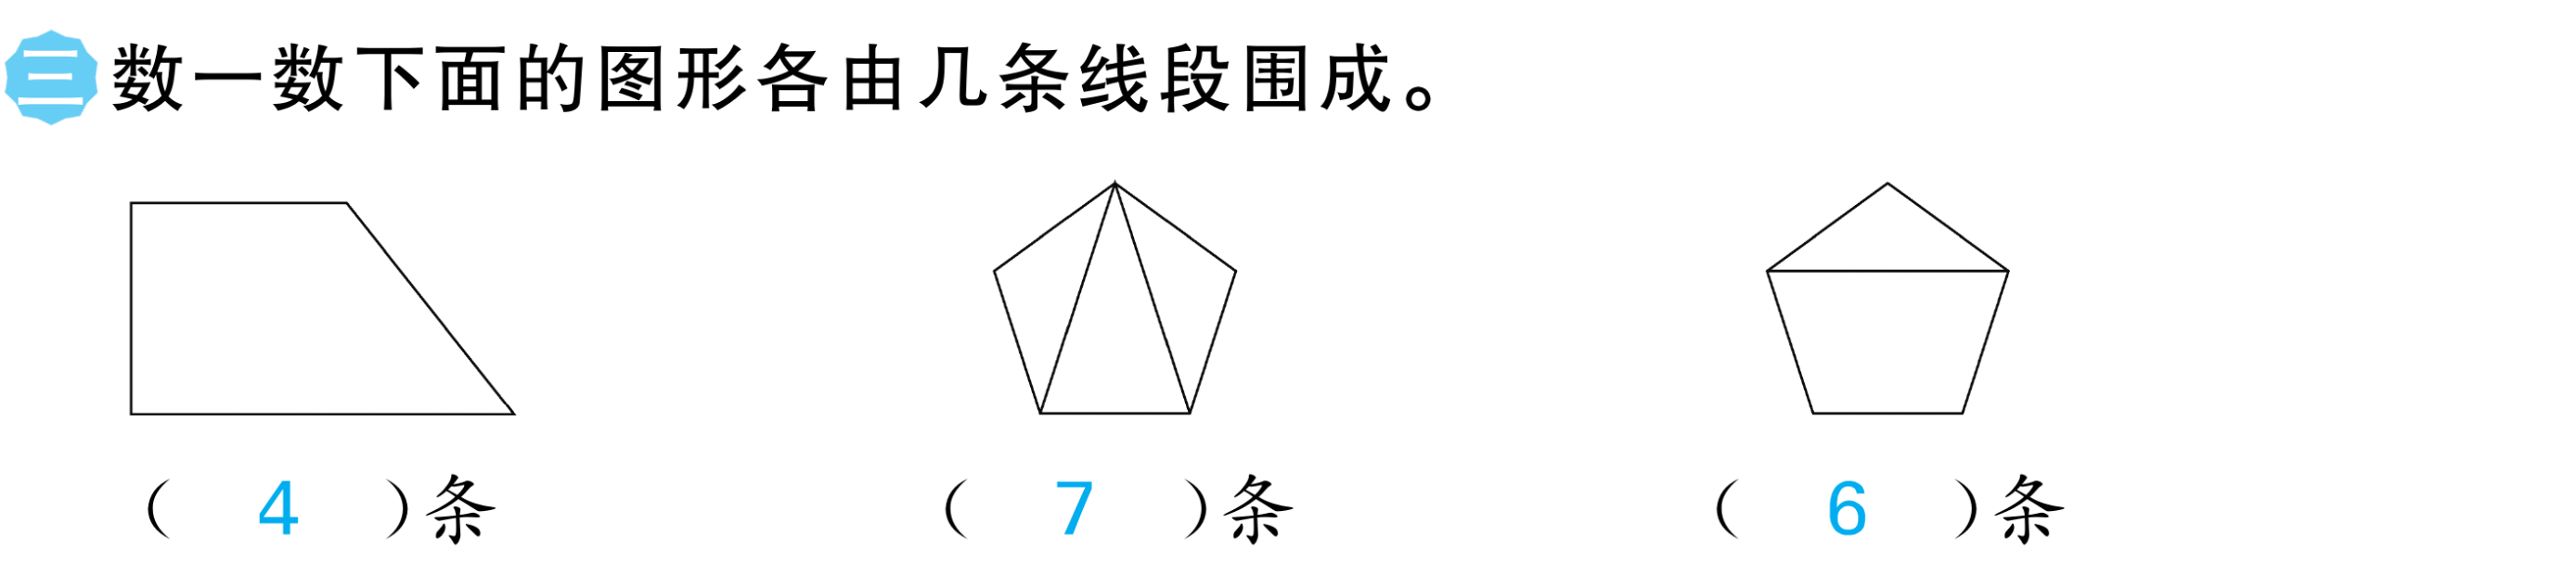 三 数一数下面的图形各由几条线段围成。
( 4 )条 ( 7 )条 ( 6 )条